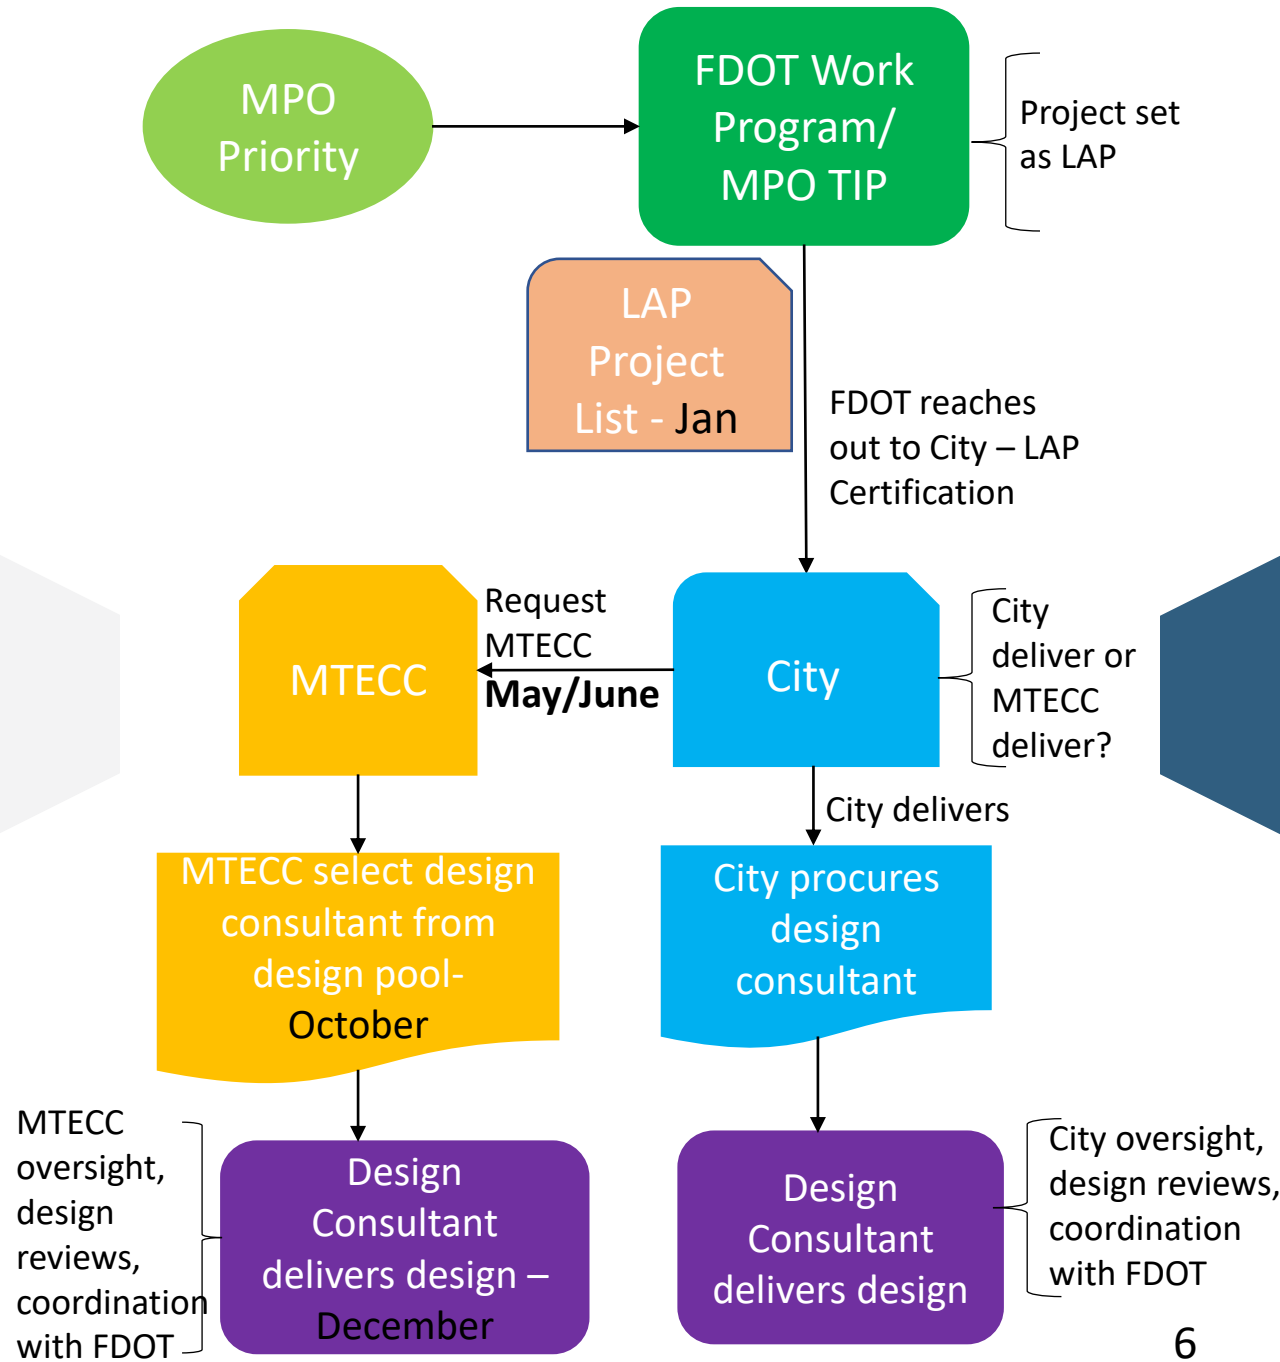 MPO
Priority
FDOT Work
Program/
MPO TIP
Project set
as LAP
LAP
Project
List - Jan
FDOT reaches
out to City – LAP
Certification
MTECC
Request
MTECC
May/June
City
City
deliver or
MTECC
deliver?
City delivers
MTECC select design
consultant from
design pool-
October
City procures
design
consultant
MTECC
oversight,
design
reviews,
coordination
with FDOT
Design
Consultant
delivers design –
December
Design
Consultant
delivers design
City oversight,
design reviews,
coordination
with FDOT
6